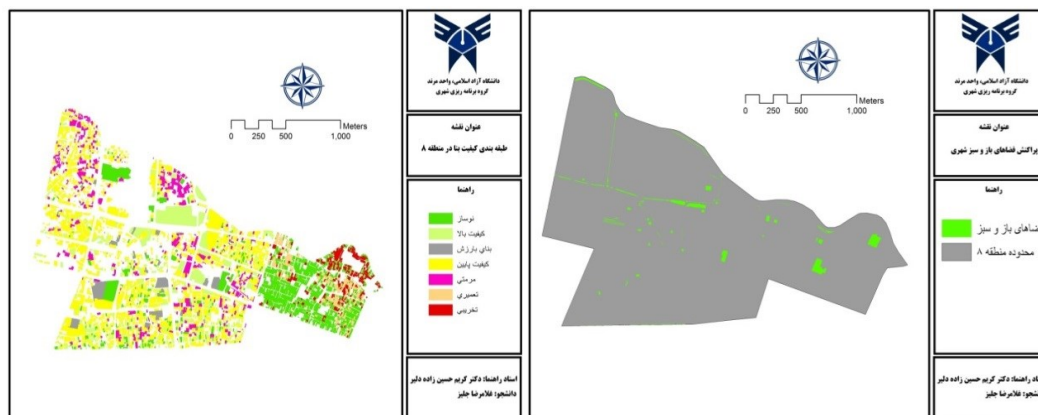 دانشگاه آزاد اسلامی، واحد مرند
گروه برنامه ریزی شهری
Meters
0 250 500 1,000
عنوان نقشه
طبقه بندی کیفیت بنا در منطقه ۸
راهنما
نوساز
کیفیت بالا
بنای بارزش
کیفیت پایین
مرمتی
تعمیری
تخریبی
استاد راهنما: دکتر کریم حسین زاده دلیر
دانشجو: غلامرضا جلیز
دانشگاه آزاد اسلامی، واحد مرند
گروه برنامه ریزی شهری
Meters
0 250 500 1,000
عنوان نقشه
پراکنش فضاهای باز و سبز شهری
راهنما
ضاهای باز و سبز
محدوده منطقه ۸
تاد راهنما: دکتر کریم حسین زاده دلیر
دانشجو: غلامرضا جلیز